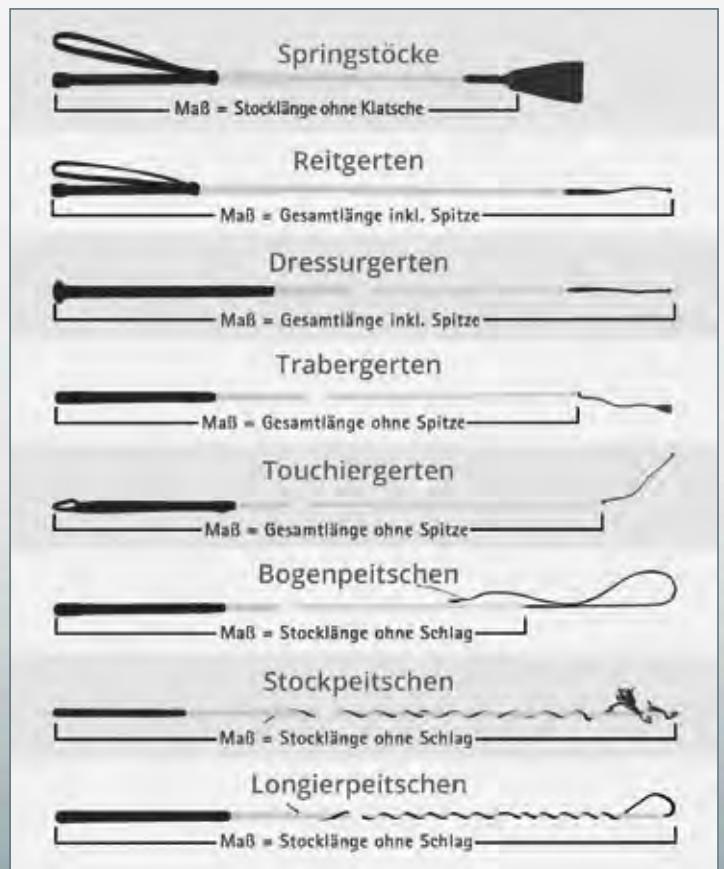 Springstöcke
Maß = Stocklänge ohne Klatsche
Reitgerten
Maß = Gesamtlänge inkl. Spitze
Dressurgerten
Maß = Gesamtlänge inkl. Spitze
Trabergerten
Maß = Gesamtlänge ohne Spitze
Touchiergerten
Maß = Gesamtlänge ohne Spitze
Bogenpeitschen
Maß = Stocklänge ohne Schlag
Stockpeitschen
Maß = Stocklänge ohne Schlag
Longierpeitschen
Maß = Stocklänge ohne Schlag